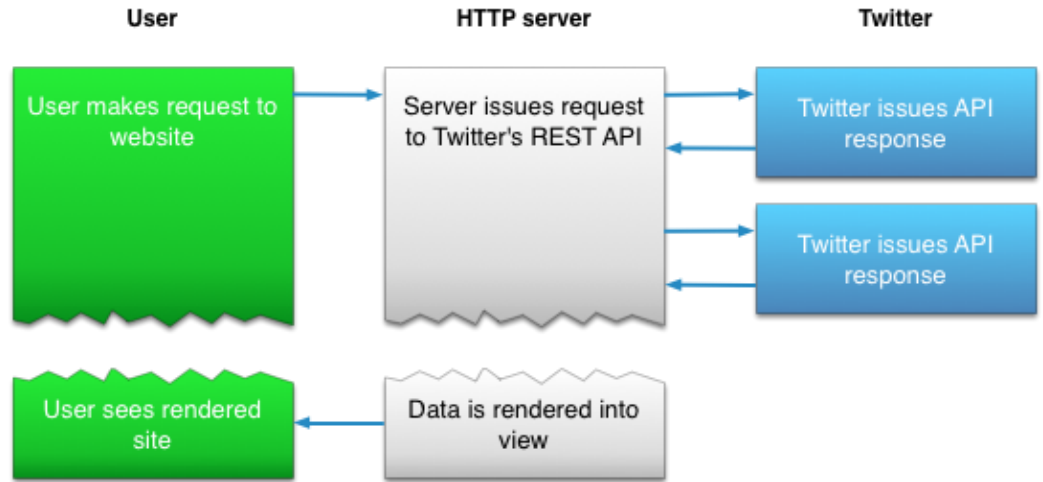 User
HTTP server
Twitter
User makes request to
website
Server issues request
to Twitter's REST API
Twitter issues API
response
Twitter issues API
response
User sees rendered
site
Data is rendered into
view